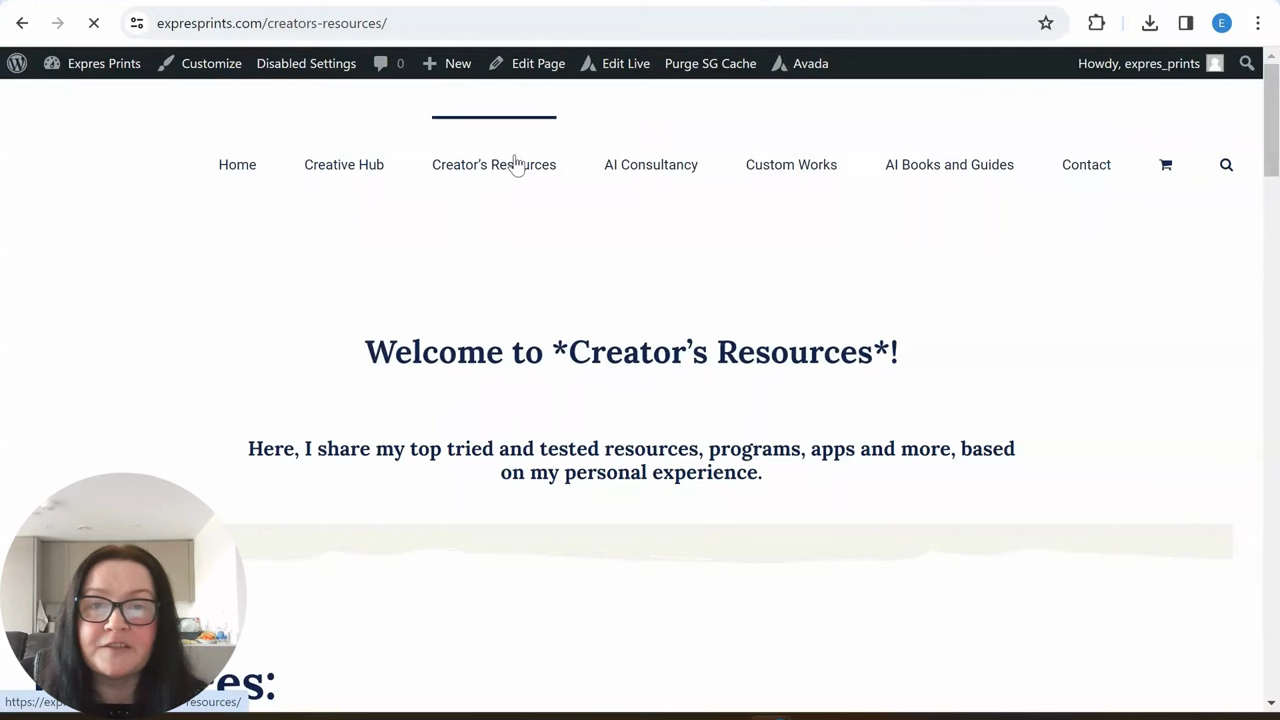 expresprints.com/creators-resources/
E
Expres Prints Customize Disabled Settings 0 New Edit Page Edit Live Purge SG Cache Avada Howdy, expres_prints
Home Creative Hub Creator's Resources AI Consultancy Custom Works AI Books and Guides Contact
Welcome to *Creator's Resources*!
Here, I share my top tried and tested resources, programs, apps and more, based
on my personal experience.